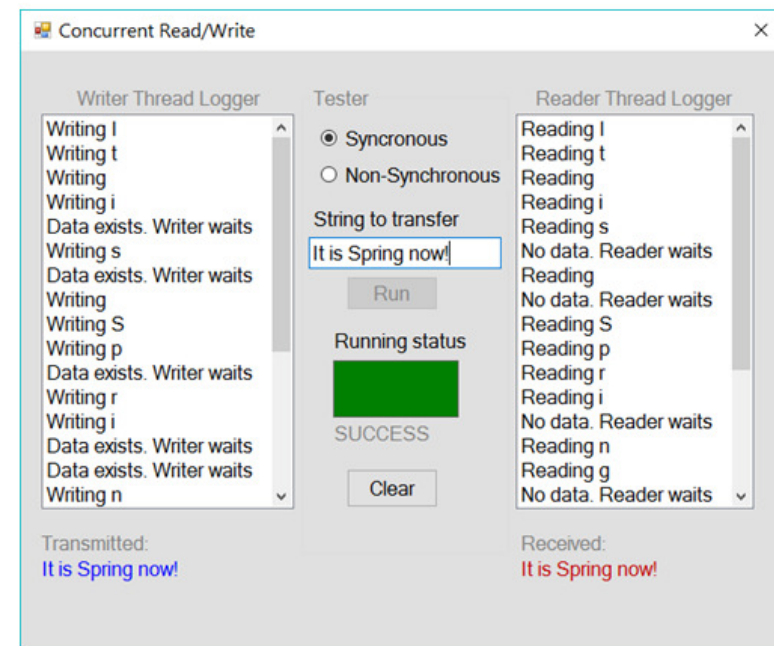 Concurrent Read/Write
Writer Thread Logger
Writing I
Writing t
Writing
Writing i
Data exists. Writer waits
Writing s
Data exists. Writer waits
Writing
Writing S
Writing p
Data exists. Writer waits
Writing r
Writing i
Data exists. Writer waits
Data exists. Writer waits
Writing n
Transmitted:
It is Spring now!
Tester
Syncronous
Non-Synchronous
String to transfer
It is Spring now!
Run
Running status
SUCCESS
Clear
Reader Thread Logger
Reading I
Reading t
Reading
Reading i
Reading s
No data. Reader waits
Reading
No data. Reader waits
Reading S
Reading p
Reading r
Reading i
No data. Reader waits
Reading n
Reading g
No data. Reader waits
Received:
It is Spring now!